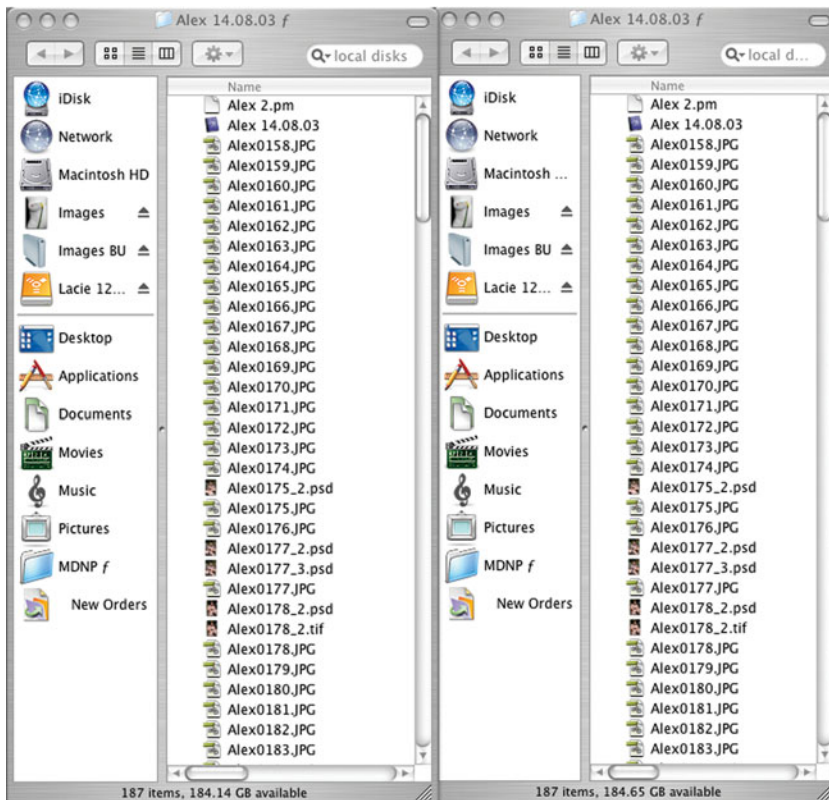 Alex 14.08.03 ƒ
local disks
iDisk
Network
Macintosh HD
Images
Images BU
Lacie 12...
Desktop
Applications
Documents
Movies
Music
Pictures
MDNP ƒ
New Orders
Name
Alex 2.pm
Alex 14.08.03
Alex0158.JPG
Alex0159.JPG
Alex0160.JPG
Alex0161.JPG
Alex0162.JPG
Alex0163.JPG
Alex0164.JPG
Alex0165.JPG
Alex0166.JPG
Alex0167.JPG
Alex0168.JPG
Alex0169.JPG
Alex0170.JPG
Alex0171.JPG
Alex0172.JPG
Alex0173.JPG
Alex0174.JPG
Alex0175_2.psd
Alex0175.JPG
Alex0176.JPG
Alex0177_2.psd
Alex0177_3.psd
Alex0177.JPG
Alex0178_2.psd
Alex0178_2.tif
Alex0178.JPG
Alex0179.JPG
Alex0180.JPG
Alex0181.JPG
Alex0182.JPG
Alex0183.JPG
187 items, 184.14 GB available
Alex 14.08.03 ƒ
local d...
iDisk
Network
Macintosh ...
Images
Images BU
Lacie 12...
Desktop
Applications
Documents
Movies
Music
Pictures
MDNP ƒ
New Orders
Name
Alex 2.pm
Alex 14.08.03
Alex0158.JPG
Alex0159.JPG
Alex0160.JPG
Alex0161.JPG
Alex0162.JPG
Alex0163.JPG
Alex0164.JPG
Alex0165.JPG
Alex0166.JPG
Alex0167.JPG
Alex0168.JPG
Alex0169.JPG
Alex0170.JPG
Alex0171.JPG
Alex0172.JPG
Alex0173.JPG
Alex0174.JPG
Alex0175_2.psd
Alex0175.JPG
Alex0176.JPG
Alex0177_2.psd
Alex0177_3.psd
Alex0177.JPG
Alex0178_2.psd
Alex0178_2.tif
Alex0178.JPG
Alex0179.JPG
Alex0180.JPG
Alex0181.JPG
Alex0182.JPG
Alex0183.JPG
187 items, 184.65 GB available